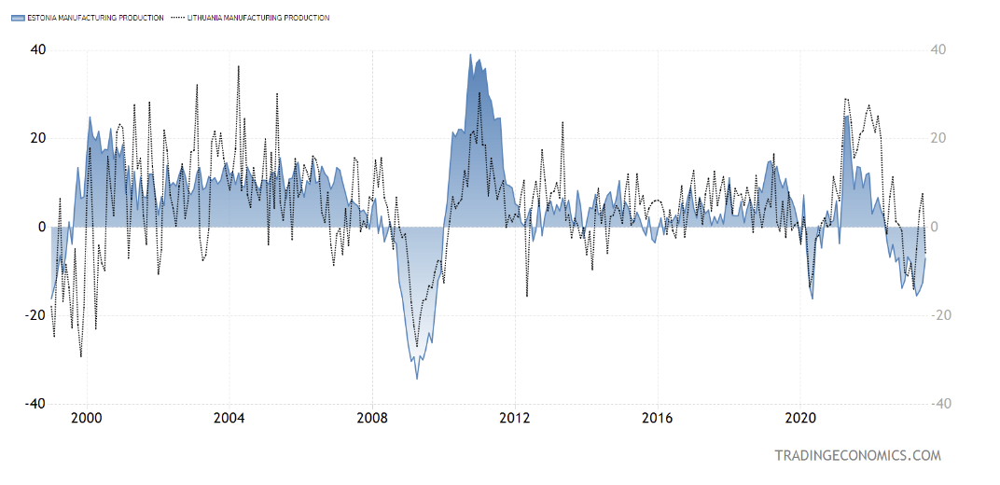 ESTONIA MANUFACTURING PRODUCTION LITHUANIA MANUFACTURING PRODUCTION
40 40
20 20
0 0
-20 -20
-40 -40
2000 2004 2008 2012 2016 2020
TRADINGECONOMICS.COM